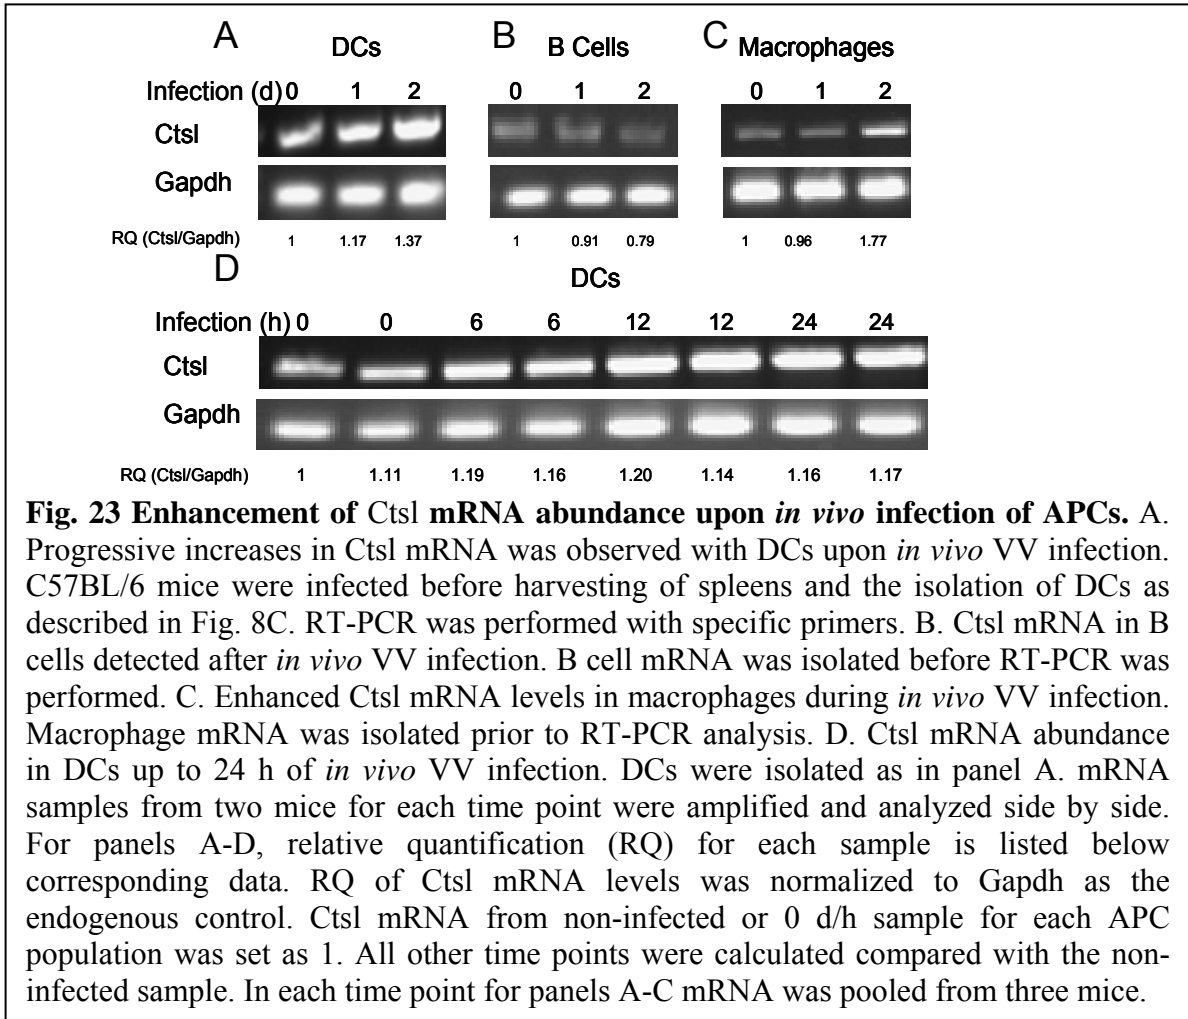 A B C
DCs B Cells Macrophages
Infection (d) 0 1 2 0 1 2 0 1 2
Ctsl
Gapdh
RQ (Ctsl/Gapdh) 1 1.17 1.37 1 0.91 0.79 1 0.96 1.77
D DCs
Infection (h) 0 0 6 6 12 12 24 24
Ctsl
Gapdh
RQ (Ctsl/Gapdh) 1 1.11 1.19 1.16 1.20 1.14 1.16 1.17
Fig. 23 Enhancement of Ctsl mRNA abundance upon in vivo infection of APCs. A.
Progressive increases in Ctsl mRNA was observed with DCs upon in vivo VV infection.
C57BL/6 mice were infected before harvesting of spleens and the isolation of DCs as
described in Fig. 8C. RT-PCR was performed with specific primers. B. Ctsl mRNA in B
cells detected after in vivo VV infection. B cell mRNA was isolated before RT-PCR was
performed. C. Enhanced Ctsl mRNA levels in macrophages during in vivo VV infection.
Macrophage mRNA was isolated prior to RT-PCR analysis. D. Ctsl mRNA abundance
in DCs up to 24 h of in vivo VV infection. DCs were isolated as in panel A. mRNA
samples from two mice for each time point were amplified and analyzed side by side.
For panels A-D, relative quantification (RQ) for each sample is listed below
corresponding data. RQ of Ctsl mRNA levels was normalized to Gapdh as the
endogenous control. Ctsl mRNA from non-infected or 0 d/h sample for each APC
population was set as 1. All other time points were calculated compared with the non-
infected sample. In each time point for panels A-C mRNA was pooled from three mice.